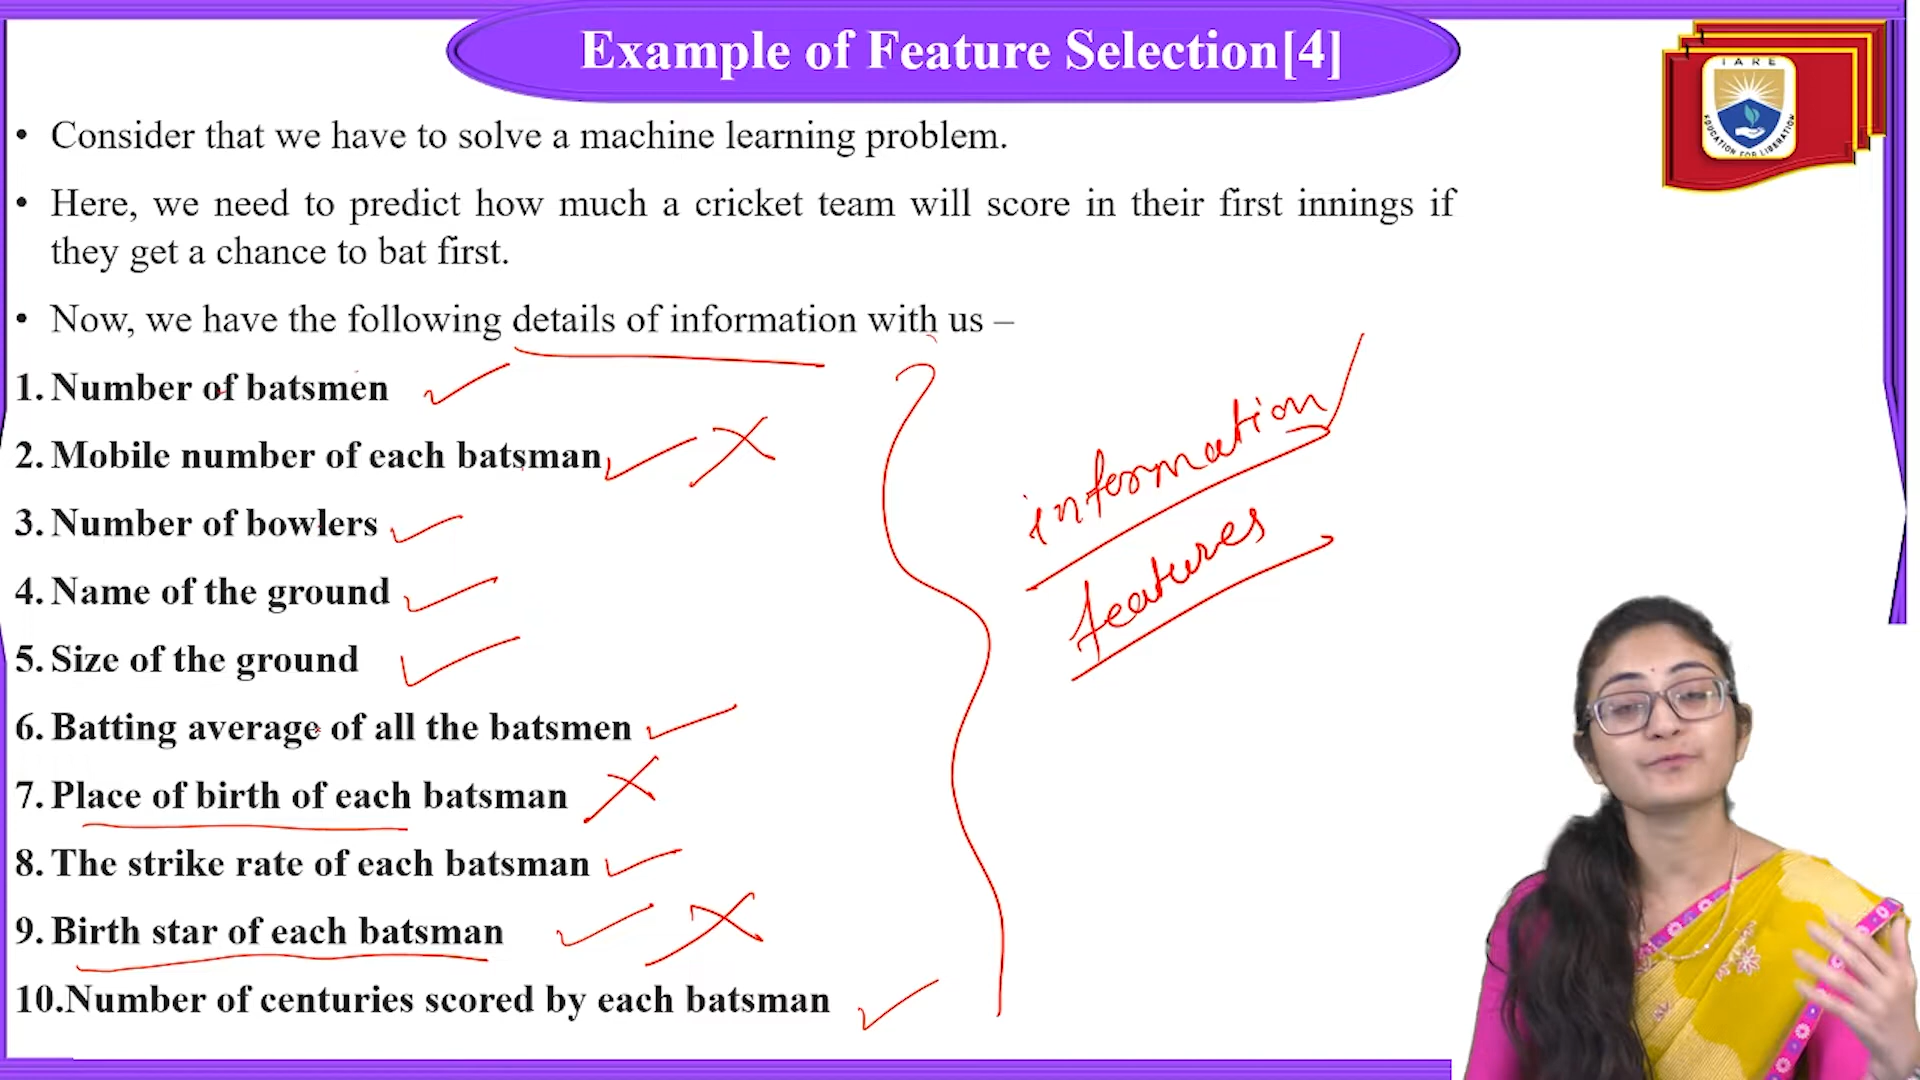 Example of Feature Selection[4]
IARE
EDUCATION FOR LIBERATION
• Consider that we have to solve a machine learning problem.
• Here, we need to predict how much a cricket team will score in their first innings if
they get a chance to bat first.
• Now, we have the following details of information with us –
1. Number of batsmen
2. Mobile number of each batsman
3. Number of bowlers
4. Name of the ground
5. Size of the ground
6. Batting average of all the batsmen
7. Place of birth of each batsman
8. The strike rate of each batsman
9. Birth star of each batsman
10.Number of centuries scored by each batsman
information
features